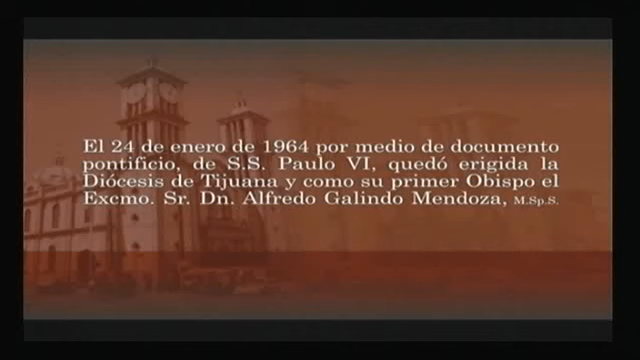 El 24 de enero de 1964 por medio de documento
pontificio, de S.S. Paulo VI, quedó erigida la
Diócesis de Tijuana y como su primer Obispo el
Excmo. Sr. Dn. Alfredo Galindo Mendoza, M.Sp.S.